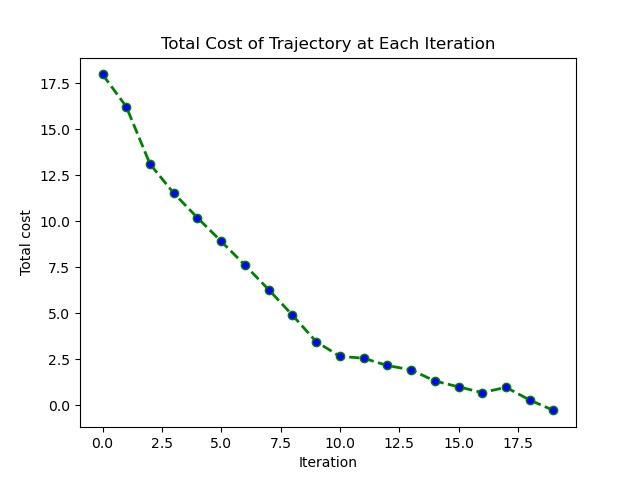 Total Cost of Trajectory at Each Iteration
17.5
15.0
12.5
10.0
7.5
5.0
2.5
0.0
Total cost
0.0 2.5 5.0 7.5 10.0 12.5 15.0 17.5
Iteration